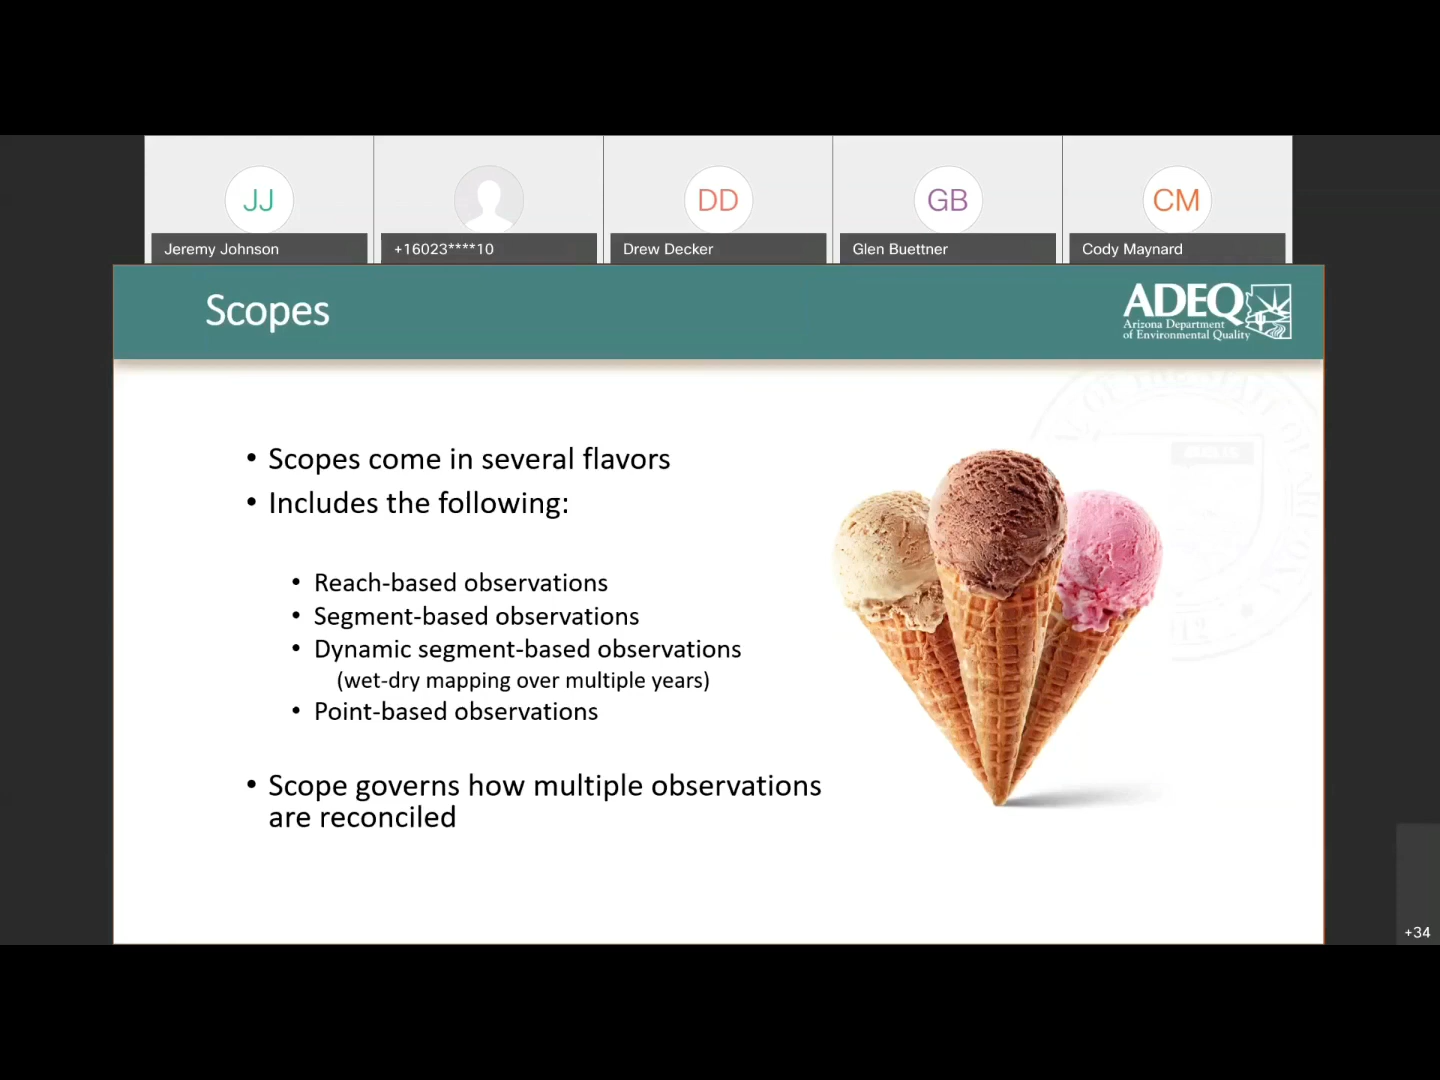 JJ
DD
GB
CM
Jeremy Johnson
+16023****10
Drew Decker
Glen Buettner
Cody Maynard
Scopes
ADEQ
Arizona Department
of Environmental Quality
• Scopes come in several flavors
• Includes the following:
• Reach-based observations
• Segment-based observations
• Dynamic segment-based observations
(wet-dry mapping over multiple years)
• Point-based observations
• Scope governs how multiple observations
are reconciled
+34